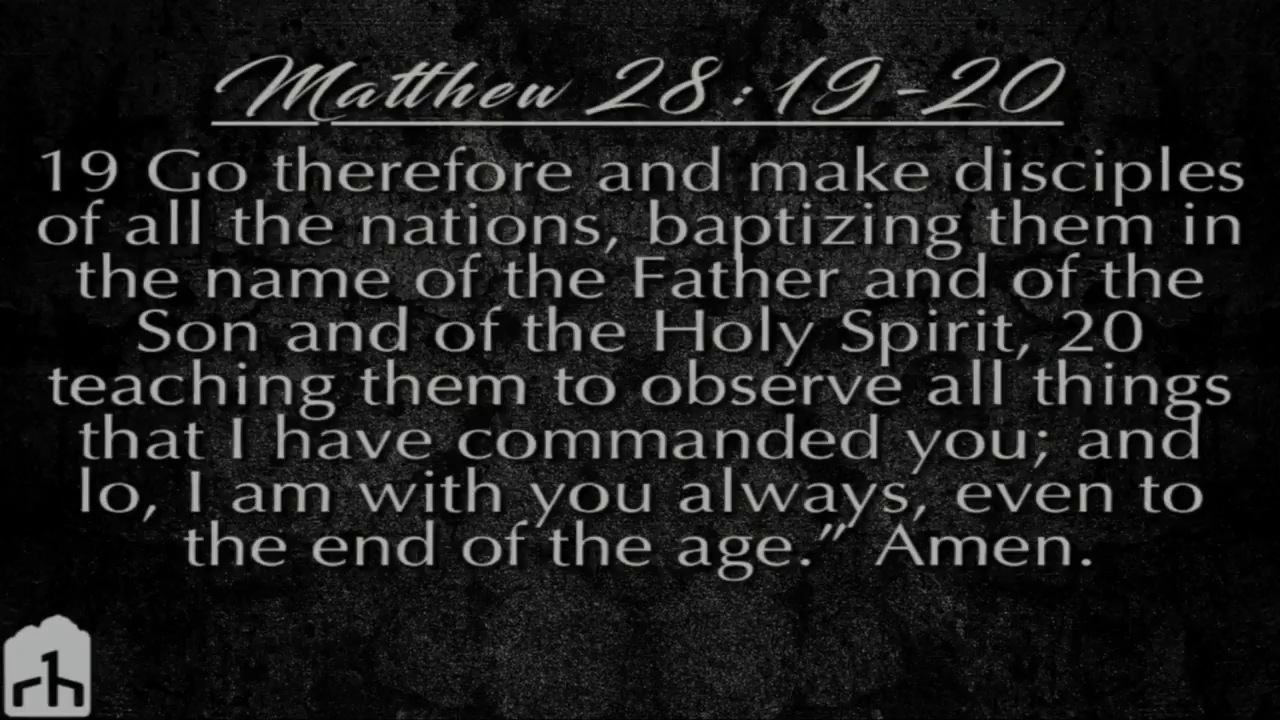 Matthew 28:19-20
19 Go therefore and make disciples
of all the nations, baptizing them in
the name of the Father and of the
Son and of the Holy Spirit, 20
teaching them to observe all things
that I have commanded you; and
lo, I am with you always, even to
the end of the age.” Amen.